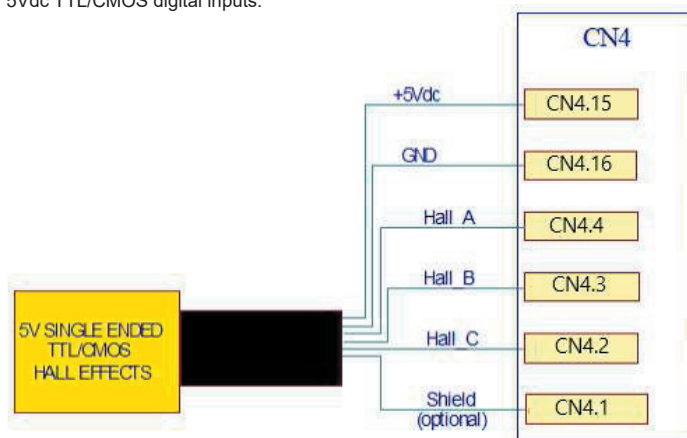 5Vdc TTL/CMOS digital inputs.
CN4
+5Vdc
CN4.15
GND
CN4.16
Hall_A
CN4.4
Hall_B
CN4.3
5V SINGLE ENDED
TTL/CMOS
HALL EFFECTS
Hall_C
CN4.2
Shield
(optional)
CN4.1